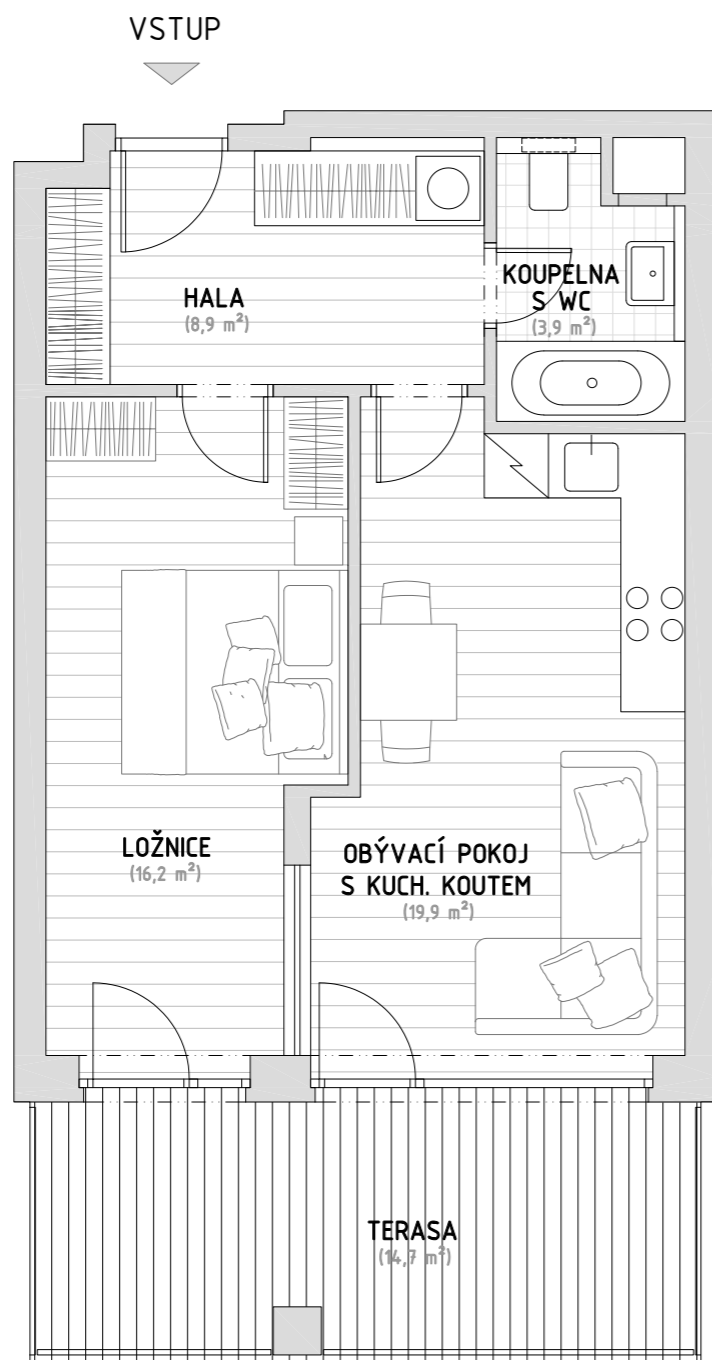 VSTUP
HALA
(8,9 m²)
KOUPELNA
S WC
(3,9 m²)
LOŽNICE
(16,2 m²)
OBÝVACÍ POKOJ
S KUCH. KOUTEM
(19,9 m²)
TERASA
(14,7 m²)